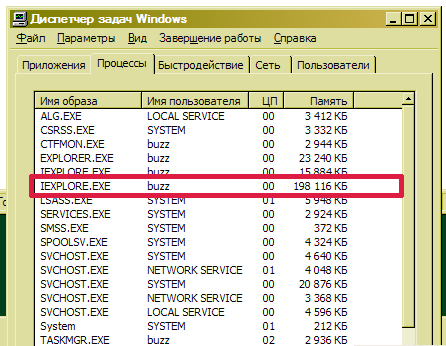 Диспетчер задач Windows
Файл Параметры Вид Завершение работы Справка
Приложения Процессы Быстродействие Сеть Пользователи
Имя образа Имя пользователя ЦП Память
ALG.EXE LOCAL SERVICE 00 3 412 КБ
CSRSS.EXE SYSTEM 00 3 332 КБ
CTFMON.EXE buzz 00 2 944 КБ
EXPLORER.EXE buzz 00 23 240 КБ
IEXPLORE.EXE buzz 00 15 884 КБ
IEXPLORE.EXE buzz 00 198 116 КБ
LSASS.EXE SYSTEM 01 5 948 КБ
SERVICES.EXE SYSTEM 00 2 924 КБ
SMSS.EXE SYSTEM 00 372 КБ
SPOOLSV.EXE SYSTEM 00 4 324 КБ
SVCHOST.EXE SYSTEM 00 4 640 КБ
SVCHOST.EXE NETWORK SERVICE 01 4 048 КБ
SVCHOST.EXE SYSTEM 00 20 876 КБ
SVCHOST.EXE NETWORK SERVICE 00 3 368 КБ
SVCHOST.EXE LOCAL SERVICE 00 4 596 КБ
System SYSTEM 01 212 КБ
TASKMGR.EXE buzz 02 2 936 КБ